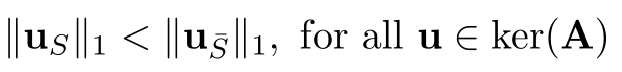 ‖𝐮_S‖₁ < ‖𝐮_S̄‖₁, for all 𝐮 ∈ ker(𝐀)